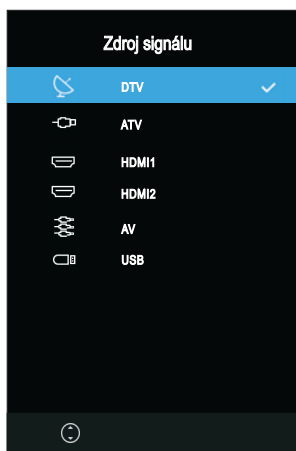 Zdroj signálu
DTV
ATV
HDMI1
HDMI2
AV
USB